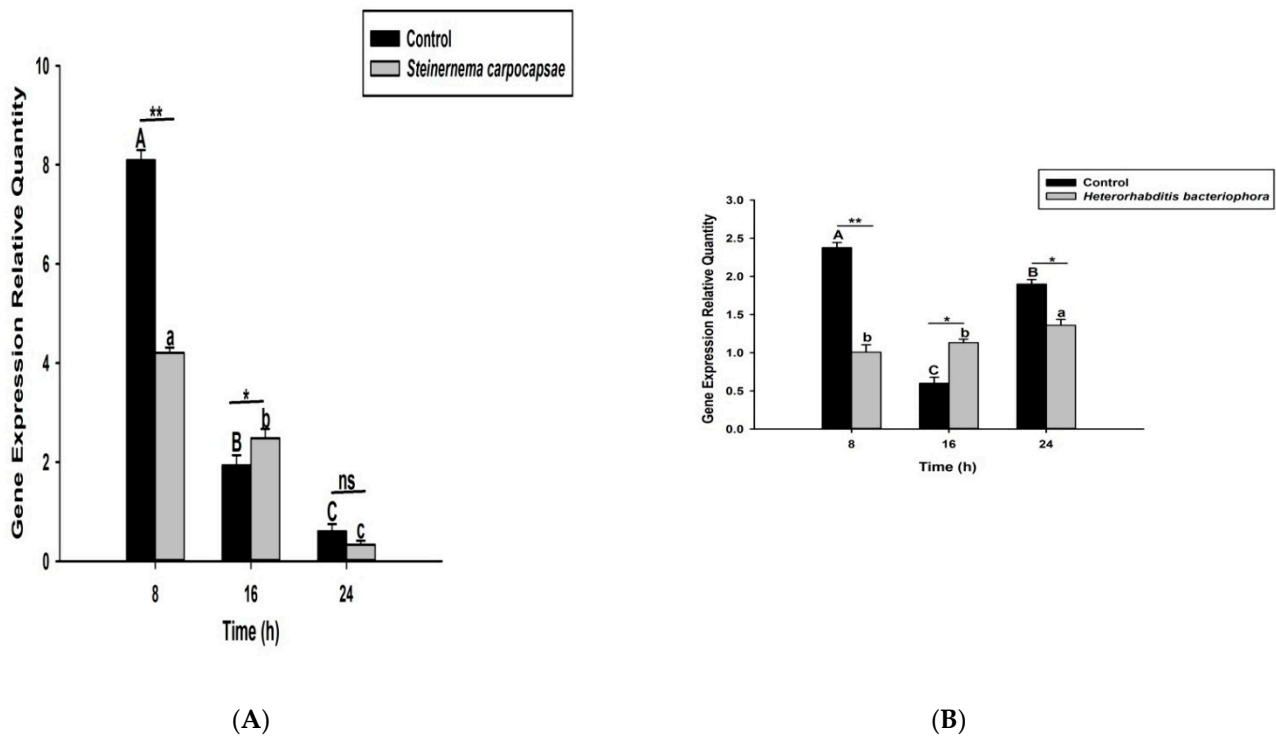 Control
Steinernema carpocapsae
Gene Expression Relative Quantity
10
8
6
4
2
0
**
A
a
*
B
b
ns
C
c
8 16 24
Time (h)
(A)
Control
Heterorhabditis bacteriophora
Gene Expression Relative Quantity
3.0
2.5
2.0
1.5
1.0
0.5
0.0
**
A
b
*
C
b
*
B
a
8 16 24
Time (h)
(B)